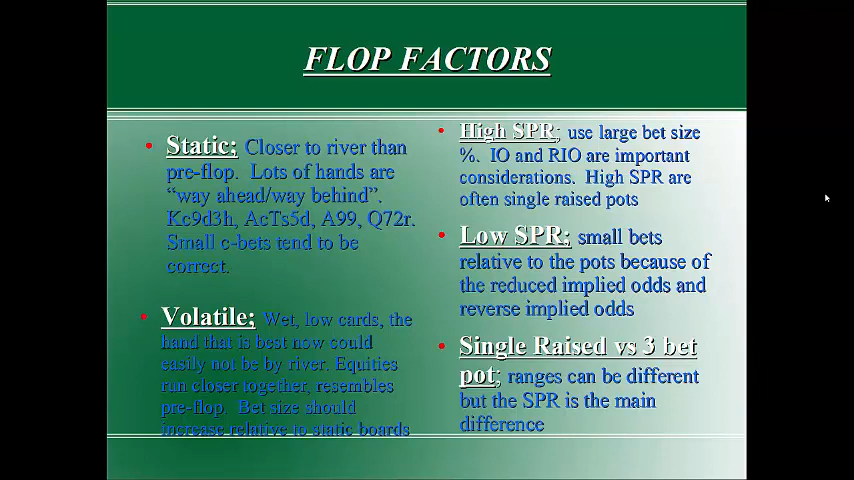 FLOP FACTORS
Static; Closer to river than
pre-flop. Lots of hands are
“way ahead/way behind”.
Kc9d3h, AcTs5d, A99, Q72r.
Small c-bets tend to be
correct.
Volatile; Wet, low cards, the
hand that is best now could
easily not be by river. Equities
run closer together, resembles
pre-flop. Bet size should
increase relative to static boards
High SPR; use large bet size
%. IO and RIO are important
considerations. High SPR are
often single raised pots
Low SPR; small bets
relative to the pots because of
the reduced implied odds and
reverse implied odds
Single Raised vs 3 bet
pot; ranges can be different
but the SPR is the main
difference